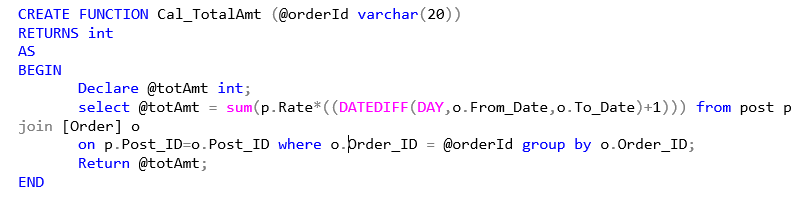 CREATE FUNCTION Cal_TotalAmt (@orderId varchar(20))
RETURNS int
AS
BEGIN
Declare @totAmt int;
select @totAmt = sum(p.Rate*((DATEDIFF(DAY,o.From_Date,o.To_Date)+1))) from post p
join [Order] o
on p.Post_ID=o.Post_ID where o.Order_ID = @orderId group by o.Order_ID;
Return @totAmt;
END